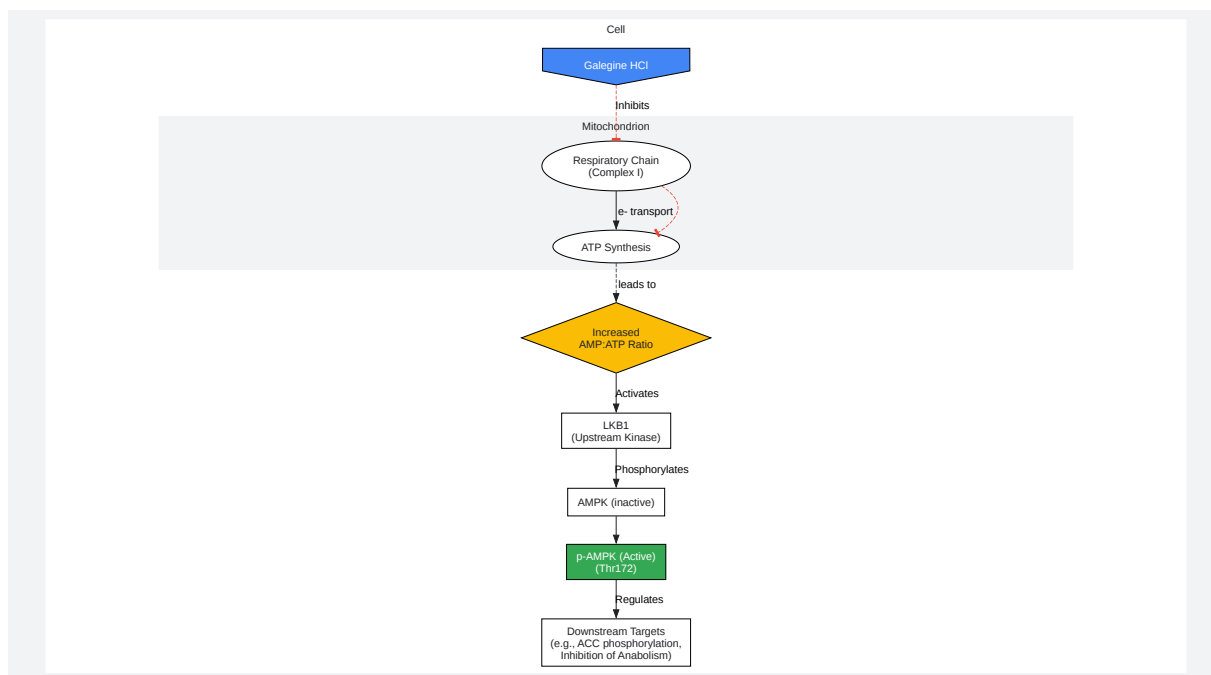 Cell
Galegine HCl
Inhibits
Mitochondrion
Respiratory Chain
(Complex I)
e- transport
ATP Synthesis
leads to
Increased
AMP:ATP Ratio
Activates
LKB1
(Upstream Kinase)
Phosphorylates
AMPK (inactive)
p-AMPK (Active)
(Thr172)
Regulates
Downstream Targets
(e.g., ACC phosphorylation,
Inhibition of Anabolism)